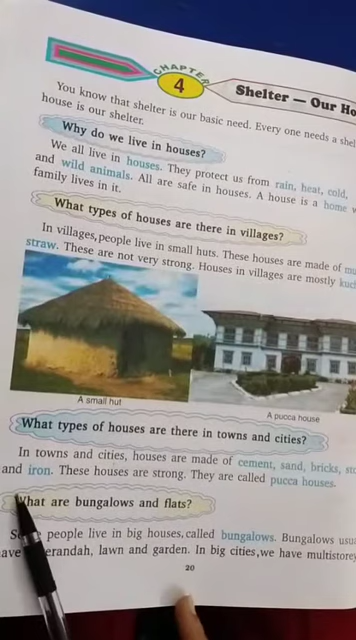 CHAPTER
4
Shelter — Our Ho
You know that shelter is our basic need. Every one needs a shel
house is our shelter.
Why do we live in houses?
We all live in houses. They protect us from rain, heat, cold,
and wild animals. All are safe in houses. A house is a home w
family lives in it.
What types of houses are there in villages?
In villages,people live in small huts. These houses are made of mu
straw. These are not very strong. Houses in villages are mostly kuc
A small hut
A pucca house
What types of houses are there in towns and cities?
In towns and cities, houses are made of cement, sand, bricks, sto
and iron. These houses are strong. They are called pucca houses.
What are bungalows and flats?
people live in big houses,called bungalows. Bungalows usu
ave erandah, lawn and garden. In big cities,we have multistorey
20